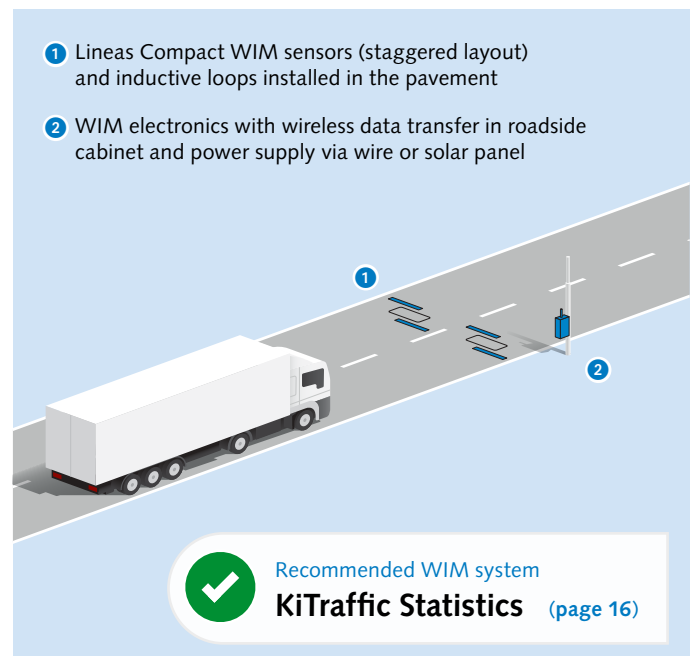 1 Lineas Compact WIM sensors (staggered layout)
and inductive loops installed in the pavement
2 WIM electronics with wireless data transfer in roadside
cabinet and power supply via wire or solar panel
1
2
Recommended WIM system
KiTraffic Statistics (page 16)